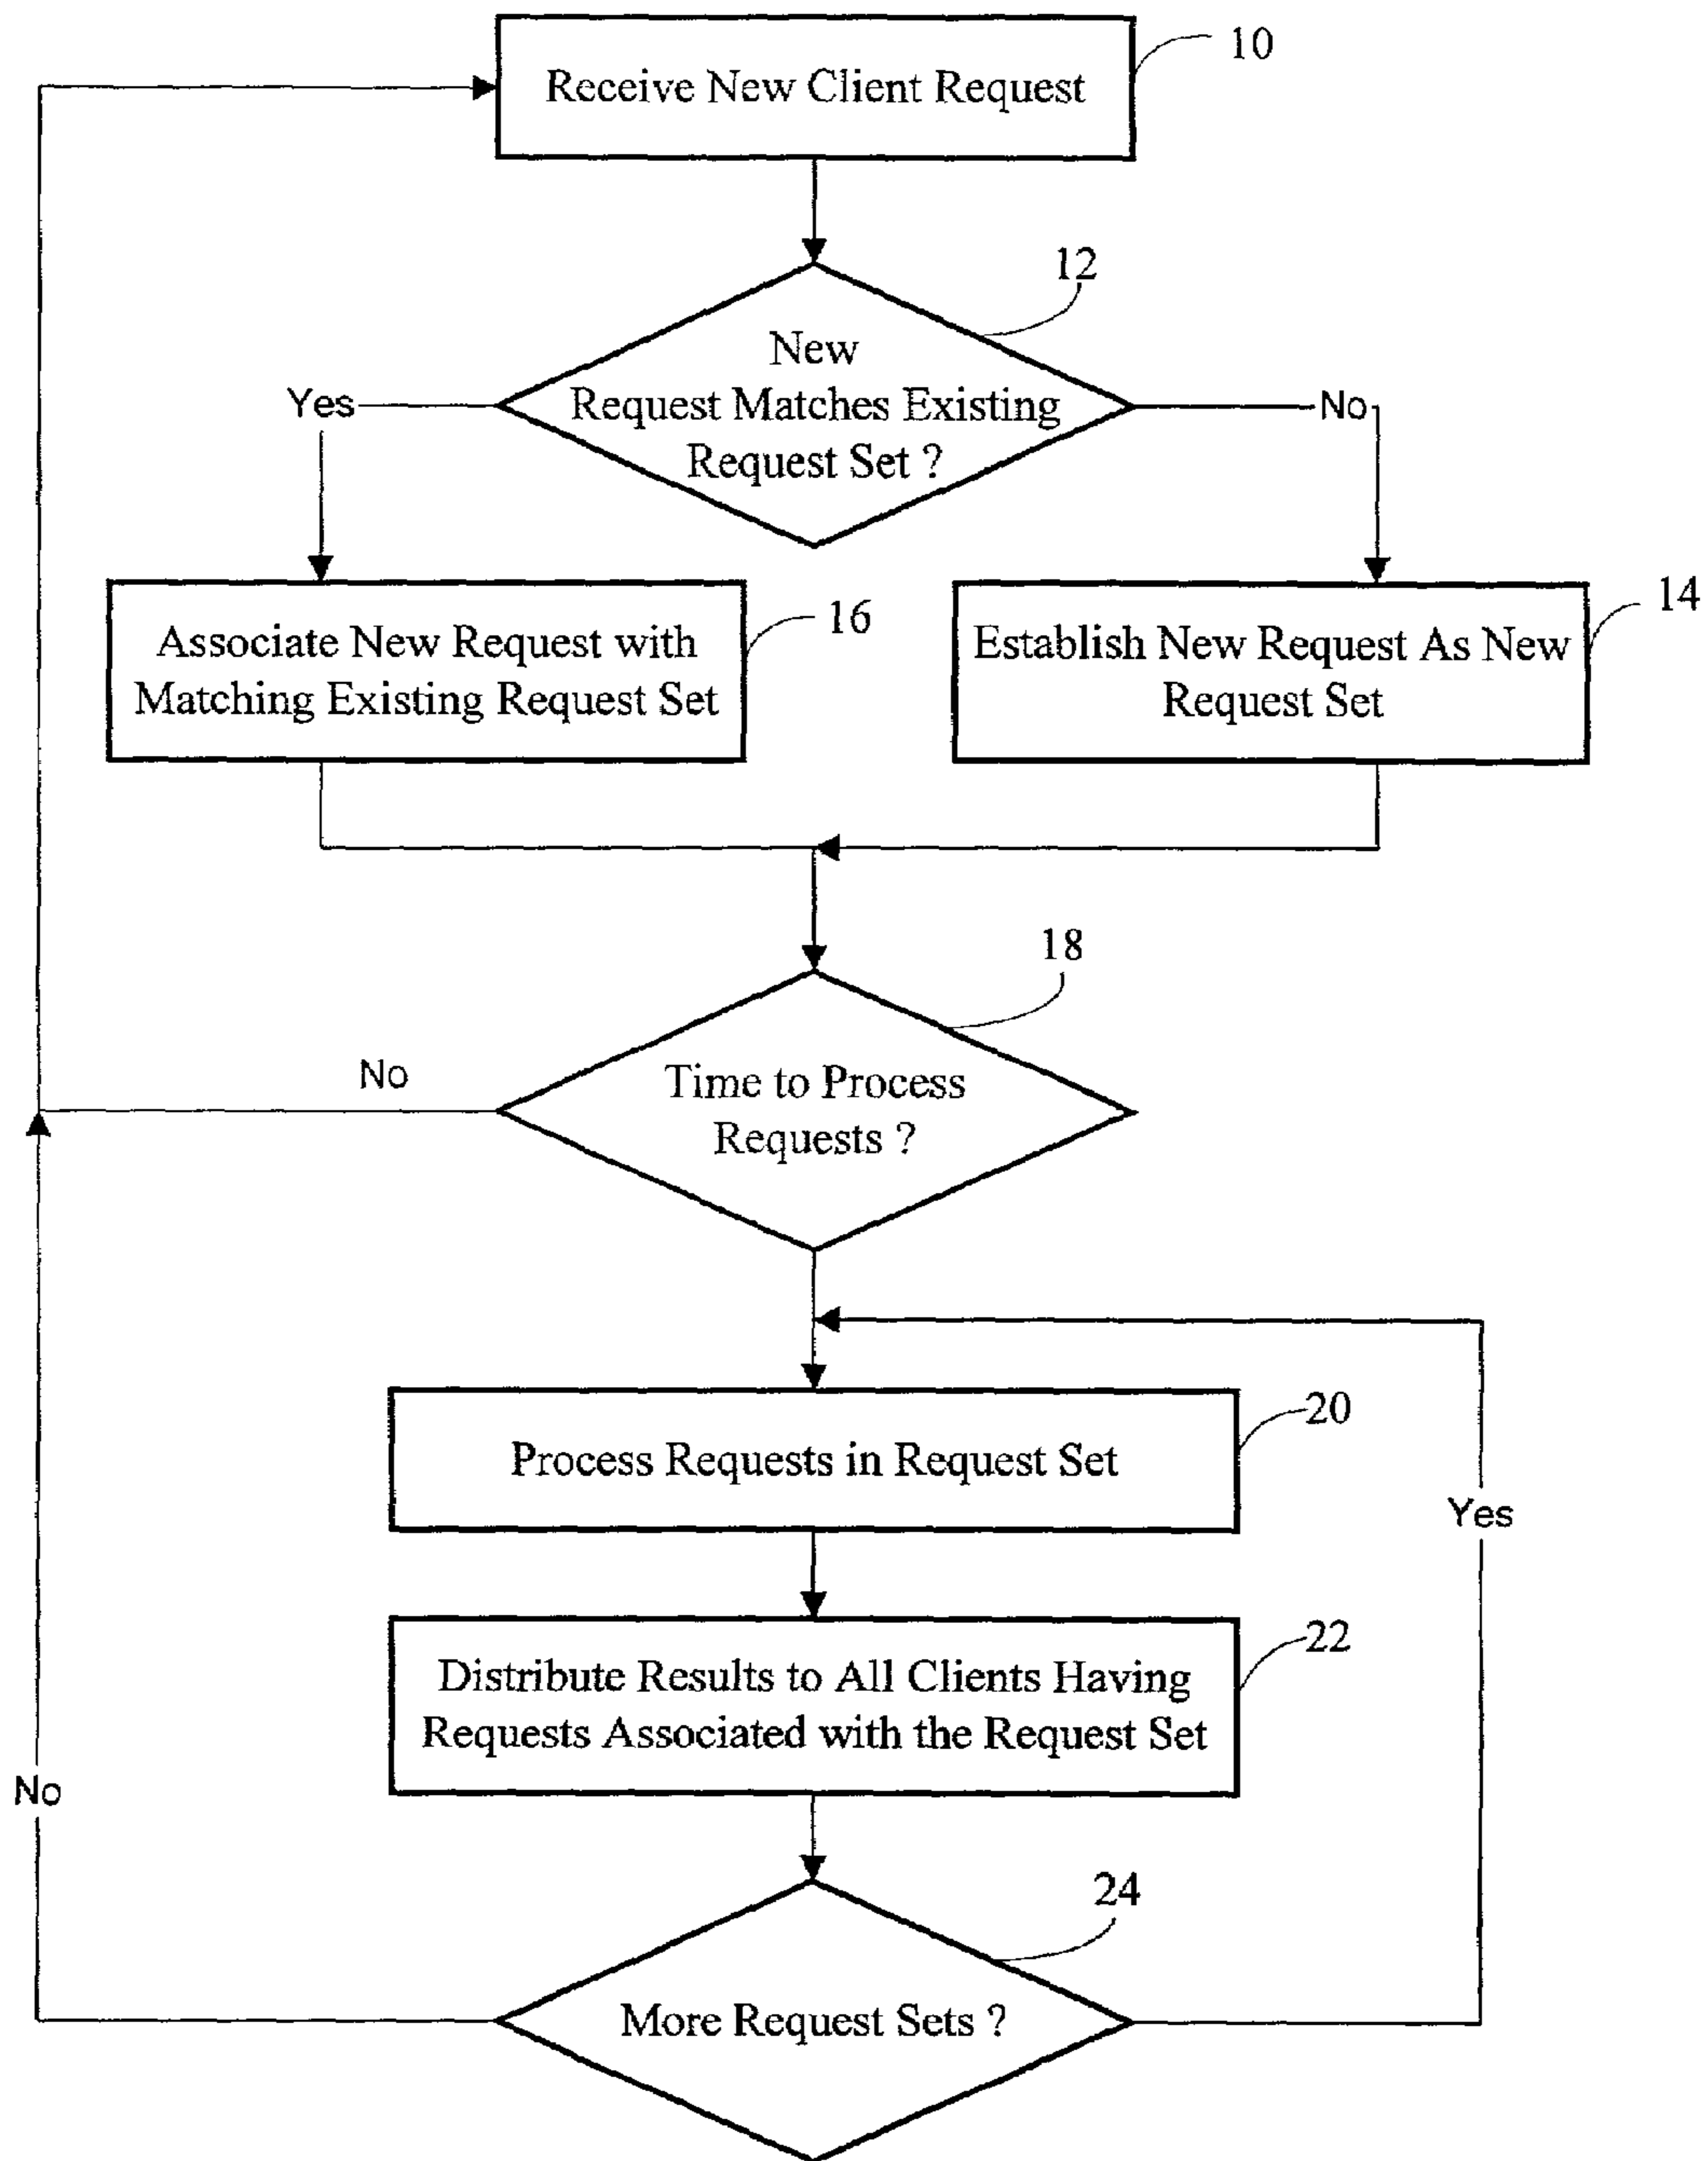 10
Receive New Client Request
12
New
Request Matches Existing
Request Set ?
Yes
No
16
Associate New Request with
Matching Existing Request Set
14
Establish New Request As New
Request Set
18
Time to Process
Requests ?
No
20
Process Requests in Request Set
Yes
22
Distribute Results to All Clients Having
Requests Associated with the Request Set
No
24
More Request Sets ?